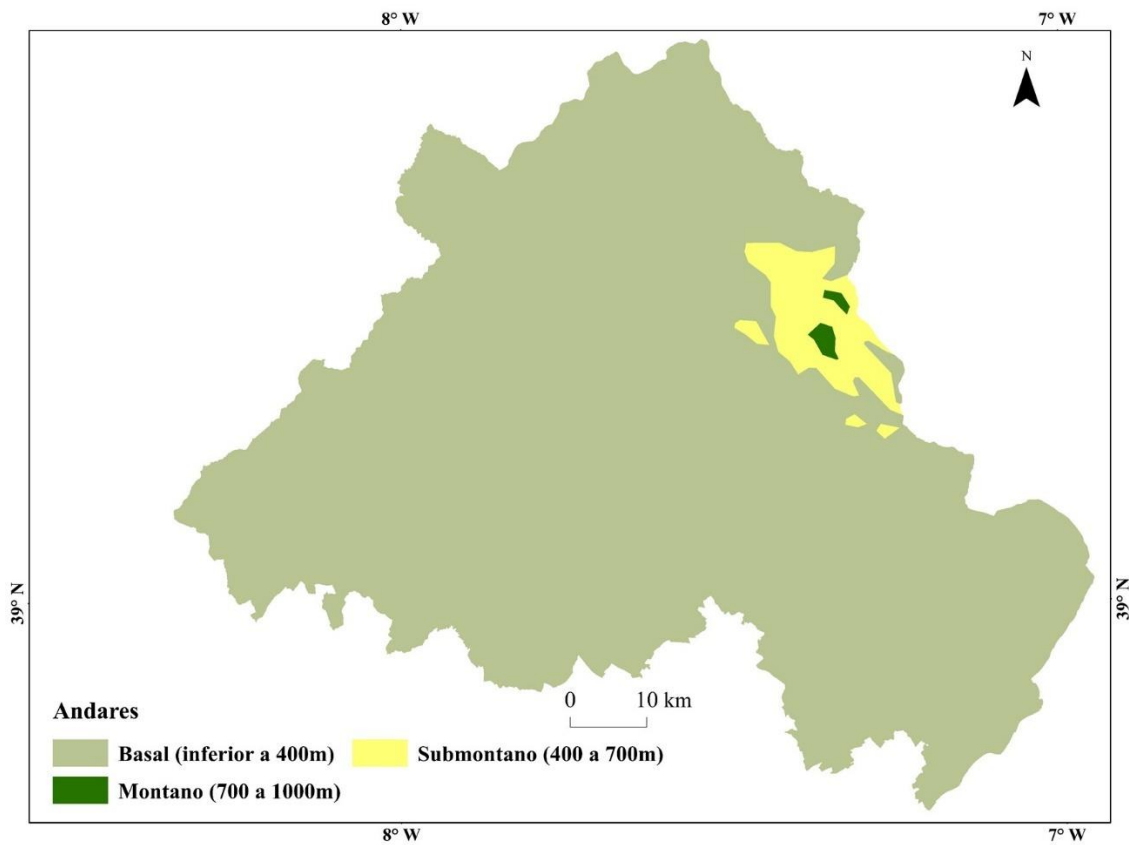 8° W 7° W
N
39° N 39° N
0 10 km
Andares
Basal (inferior a 400m) Submontano (400 a 700m)
Montano (700 a 1000m)
8° W 7° W